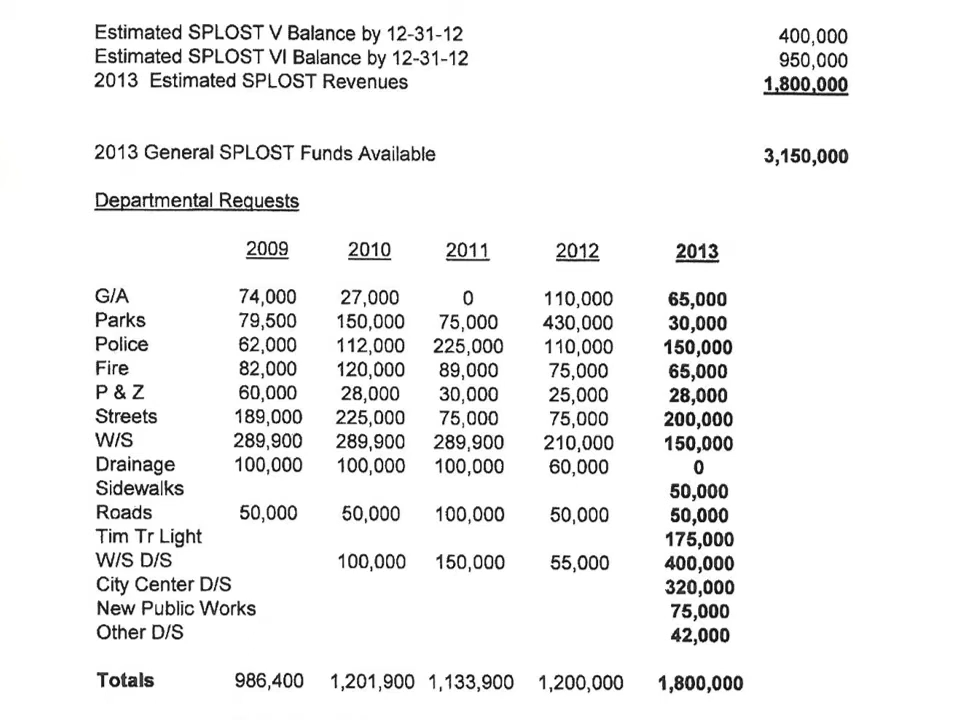 Estimated SPLOST V Balance by 12-31-12 400,000
Estimated SPLOST VI Balance by 12-31-12 950,000
2013 Estimated SPLOST Revenues 1,800,000
2013 General SPLOST Funds Available 3,150,000
Departmental Requests
2009 2010 2011 2012 2013
G/A 74,000 27,000 0 110,000 65,000
Parks 79,500 150,000 75,000 430,000 30,000
Police 62,000 112,000 225,000 110,000 150,000
Fire 82,000 120,000 89,000 75,000 65,000
P & Z 60,000 28,000 30,000 25,000 28,000
Streets 189,000 225,000 75,000 75,000 200,000
W/S 289,900 289,900 289,900 210,000 150,000
Drainage 100,000 100,000 100,000 60,000 0
Sidewalks 50,000
Roads 50,000 50,000 100,000 50,000 50,000
Tim Tr Light 175,000
W/S D/S 100,000 150,000 55,000 400,000
City Center D/S 320,000
New Public Works 75,000
Other D/S 42,000
Totals 986,400 1,201,900 1,133,900 1,200,000 1,800,000